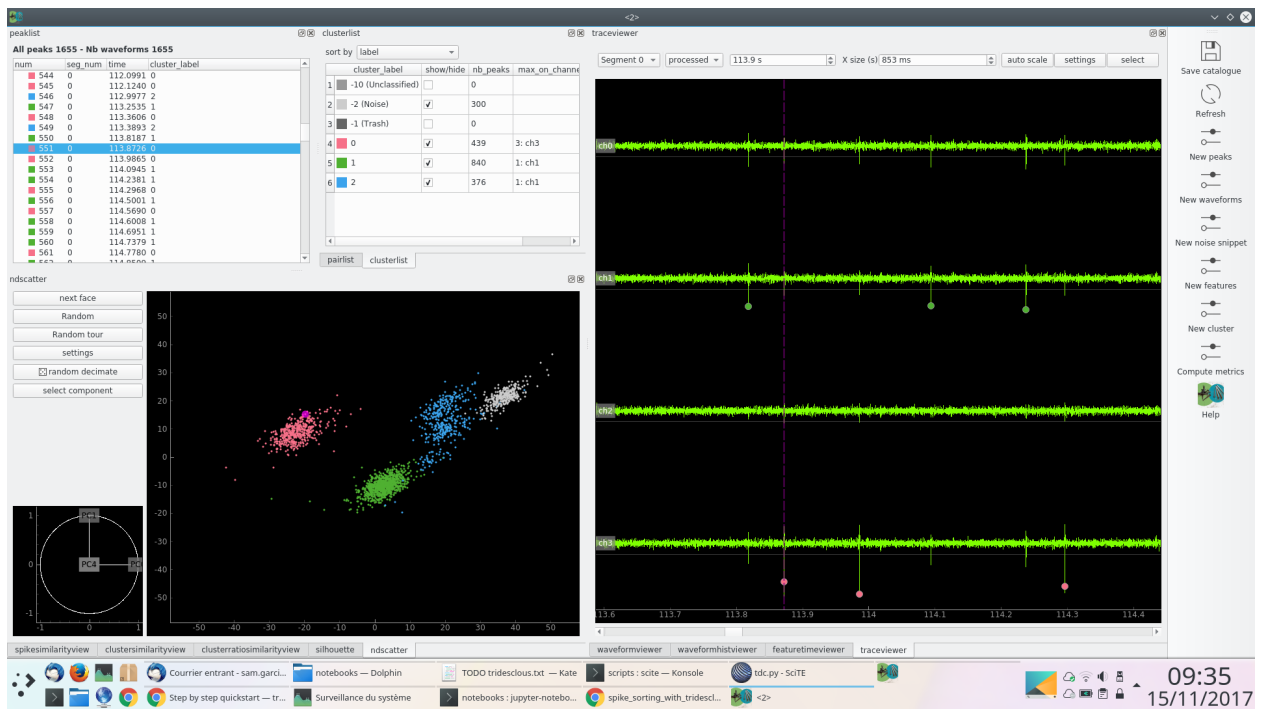 <2>
peaklist
clusterlist
traceviewer
All peaks 1655 - Nb waveforms 1655
num seg_num time cluster_label
544 0 112.0991 0
545 0 112.1240 0
546 0 112.9977 2
547 0 113.2535 1
548 0 113.3606 0
549 0 113.3893 2
550 0 113.8187 1
551 0 113.8726 0
552 0 113.9865 0
553 0 114.0945 1
554 0 114.2381 1
555 0 114.2968 0
556 0 114.5001 1
557 0 114.5690 0
558 0 114.6008 1
559 0 114.6951 1
560 0 114.7379 1
561 0 114.7780 0
sort by label
cluster_label show/hide nb_peaks max_on_channe
1 -10 (Unclassified) 0
2 -2 (Noise) 300
3 -1 (Trash) 0
4 0 439 3: ch3
5 1 840 1: ch1
6 2 376 1: ch1
pairlist clusterlist
Segment 0 processed 113.9 s X size (s) 853 ms auto scale settings select
ch0
ch1
ch2
ch3
113.6 113.7 113.8 113.9 114 114.1 114.2 114.3 114.4
Save catalogue
Refresh
New peaks
New waveforms
New noise snippet
New features
New cluster
Compute metrics
Help
ndscatter
next face
Random
Random tour
settings
random decimate
select component
1
0
-1
-1 0 1
PC1
PC4
50
40
30
20
10
0
-10
-20
-30
-40
-50
-50 -40 -30 -20 -10 0 10 20 30 40 50
spikesimilarityview clustersimilarityview clusterratiosimilarityview silhouette ndscatter
waveformviewer waveformhistviewer featuretimeviewer traceviewer
Courrier entrant - sam.garci...
notebooks — Dolphin
TODO tridesclous.txt — Kate
scripts : scite — Konsole
tdc.py - SciTE
Step by step quickstart — tr...
Surveillance du système
notebooks : jupyter-notebo...
spike_sorting_with_tridescl...
<2>
09:35
15/11/2017